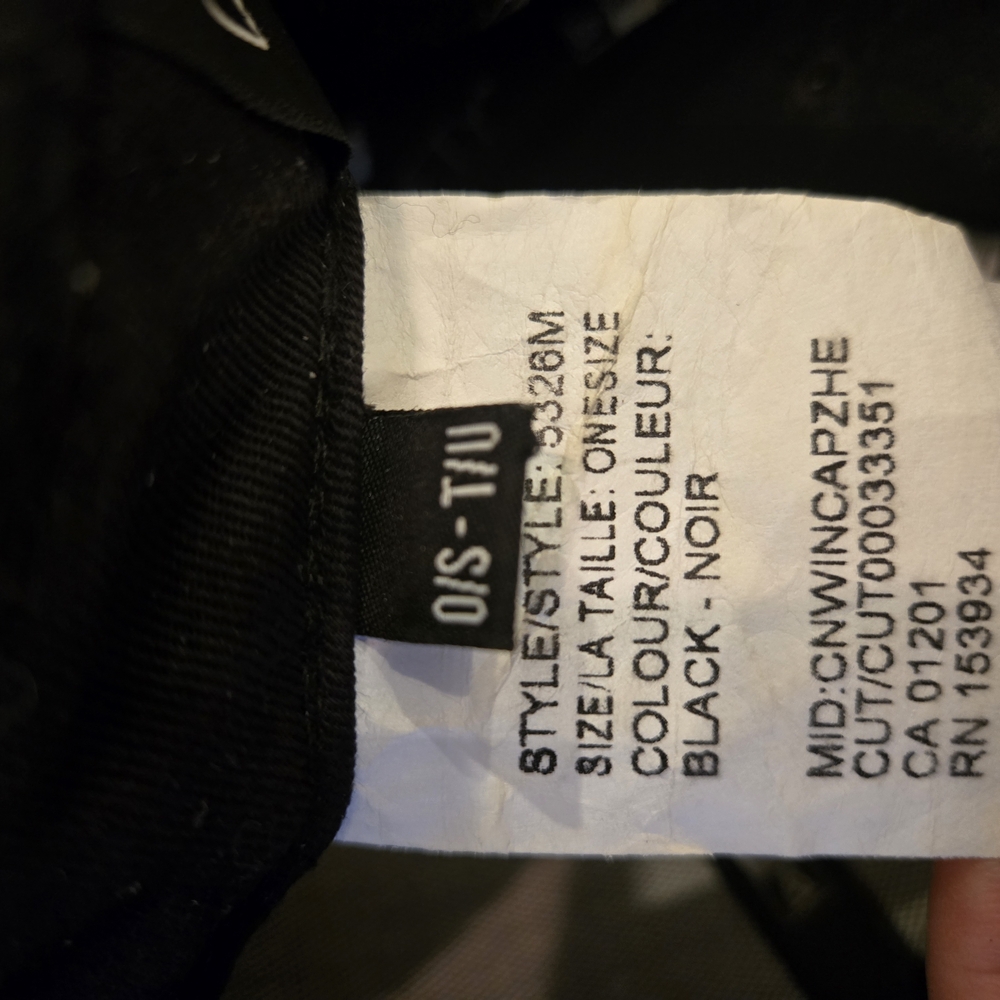 O/S - T/U
STYLE/STYLE: 5326M
SIZE/LA TAILLE: ONESIZE
COLOUR/COULEUR:
BLACK - NOIR
MID:CNWINCAPZHE
CUT/CUT00033351
CA 01201
RN 153934